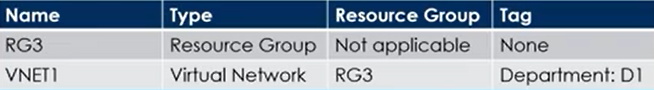 Name Type Resource Group Tag
RG3 Resource Group Not applicable None
VNET1 Virtual Network RG3 Department: D1